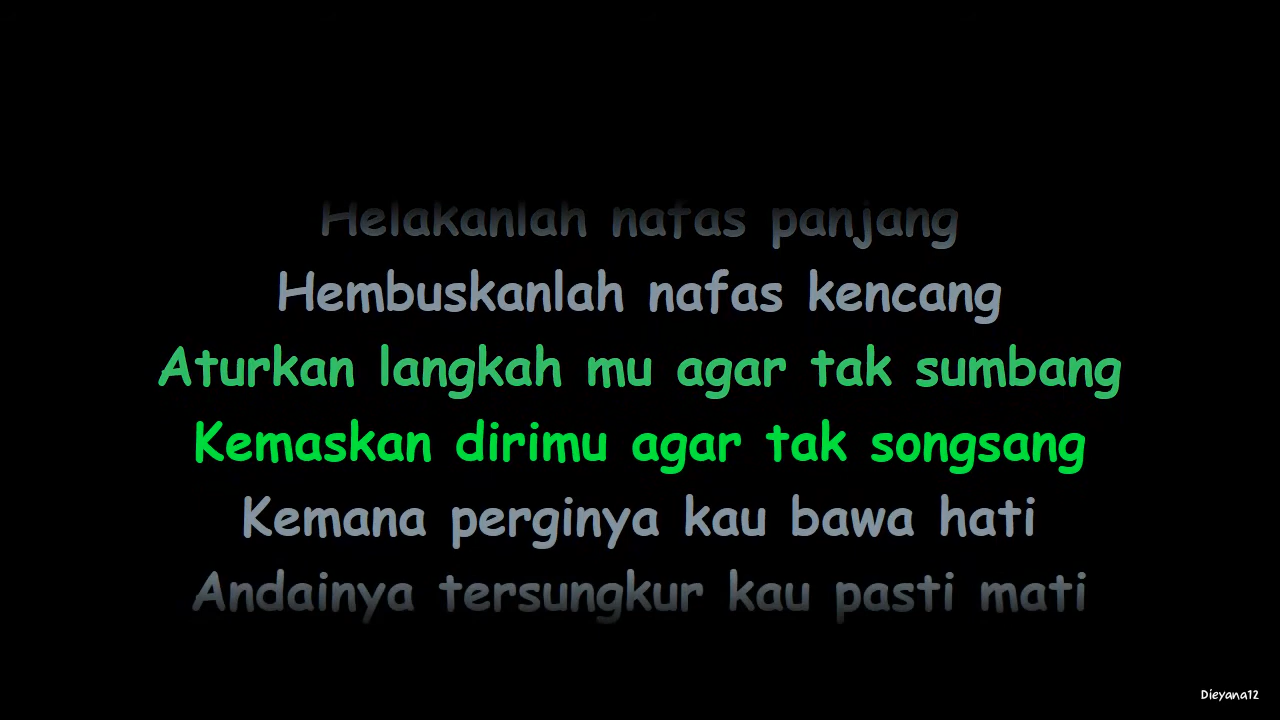 Helakanlah nafas panjang
Hembuskanlah nafas kencang
Aturkan langkah mu agar tak sumbang
Kemaskan dirimu agar tak songsang
Kemana perginya kau bawa hati
Andainya tersungkur kau pasti mati
Dieyana12